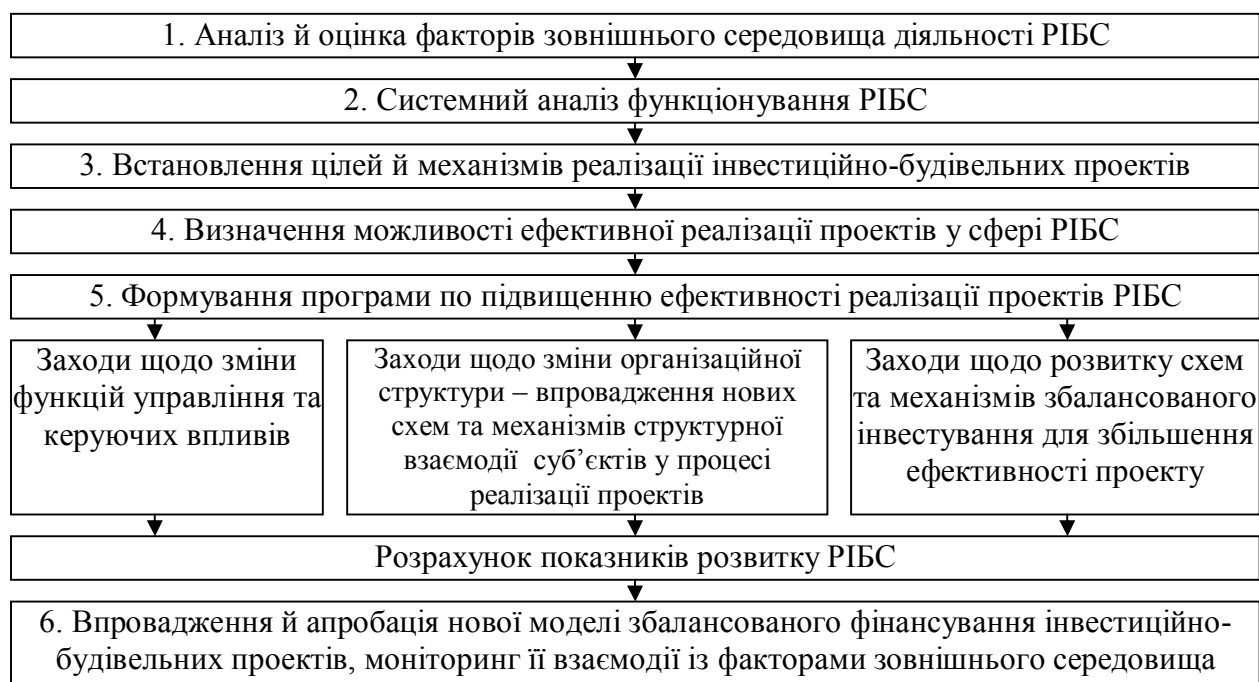 1. Аналіз й оцінка факторів зовнішнього середовища діяльності РІБС
2. Системний аналіз функціонування РІБС
3. Встановлення цілей й механізмів реалізації інвестиційно-будівельних проектів
4. Визначення можливості ефективної реалізації проектів у сфері РІБС
5. Формування програми по підвищенню ефективності реалізації проектів РІБС
Заходи щодо зміни
функцій управління та
керуючих впливів
Заходи щодо зміни організаційної
структури – впровадження нових
схем та механізмів структурної
взаємодії суб’єктів у процесі
реалізації проектів
Заходи щодо розвитку схем
та механізмів збалансованого
інвестування для збільшення
ефективності проекту
Розрахунок показників розвитку РІБС
6. Впровадження й апробація нової моделі збалансованого фінансування інвестиційно-
будівельних проектів, моніторинг її взаємодії із факторами зовнішнього середовища